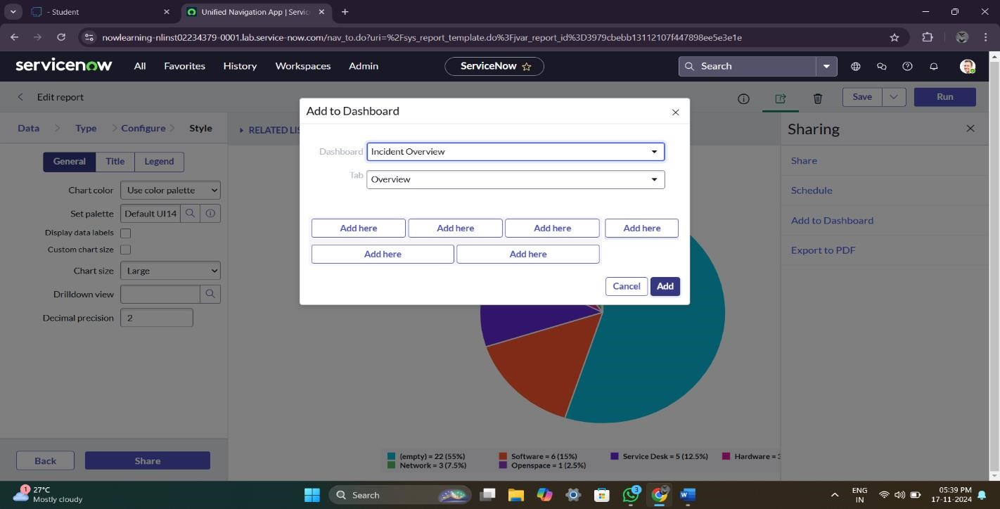 - Student
Unified Navigation App | Servic
nowlearning-nlinst02234379-0001.lab.service-now.com/nav_to.do?uri=%2Fsys_report_template.do%3Fjvar_report_id%3D3979cbebb13112107f447898ee5e3e1e
servicenow All Favorites History Workspaces Admin ServiceNow Search
Edit report Save Run
Data Type Configure Style
RELATED LIS
General Title Legend
Chart color Use color palette
Set palette Default UI14
Display data labels
Custom chart size
Chart size Large
Drilldown view
Decimal precision 2
Back Share
Add to Dashboard
Dashboard Incident Overview
Tab Overview
Add here Add here Add here Add here
Add here Add here
Cancel Add
Sharing
Share
Schedule
Add to Dashboard
Export to PDF
(empty) = 22 (55%) Software = 6 (15%) Service Desk = 5 (12.5%) Hardware = 3
Network = 3 (7.5%) Openspace = 1 (2.5%)
1
27°C
Mostly cloudy
Search
3
ENG
IN
05:39 PM
17-11-2024